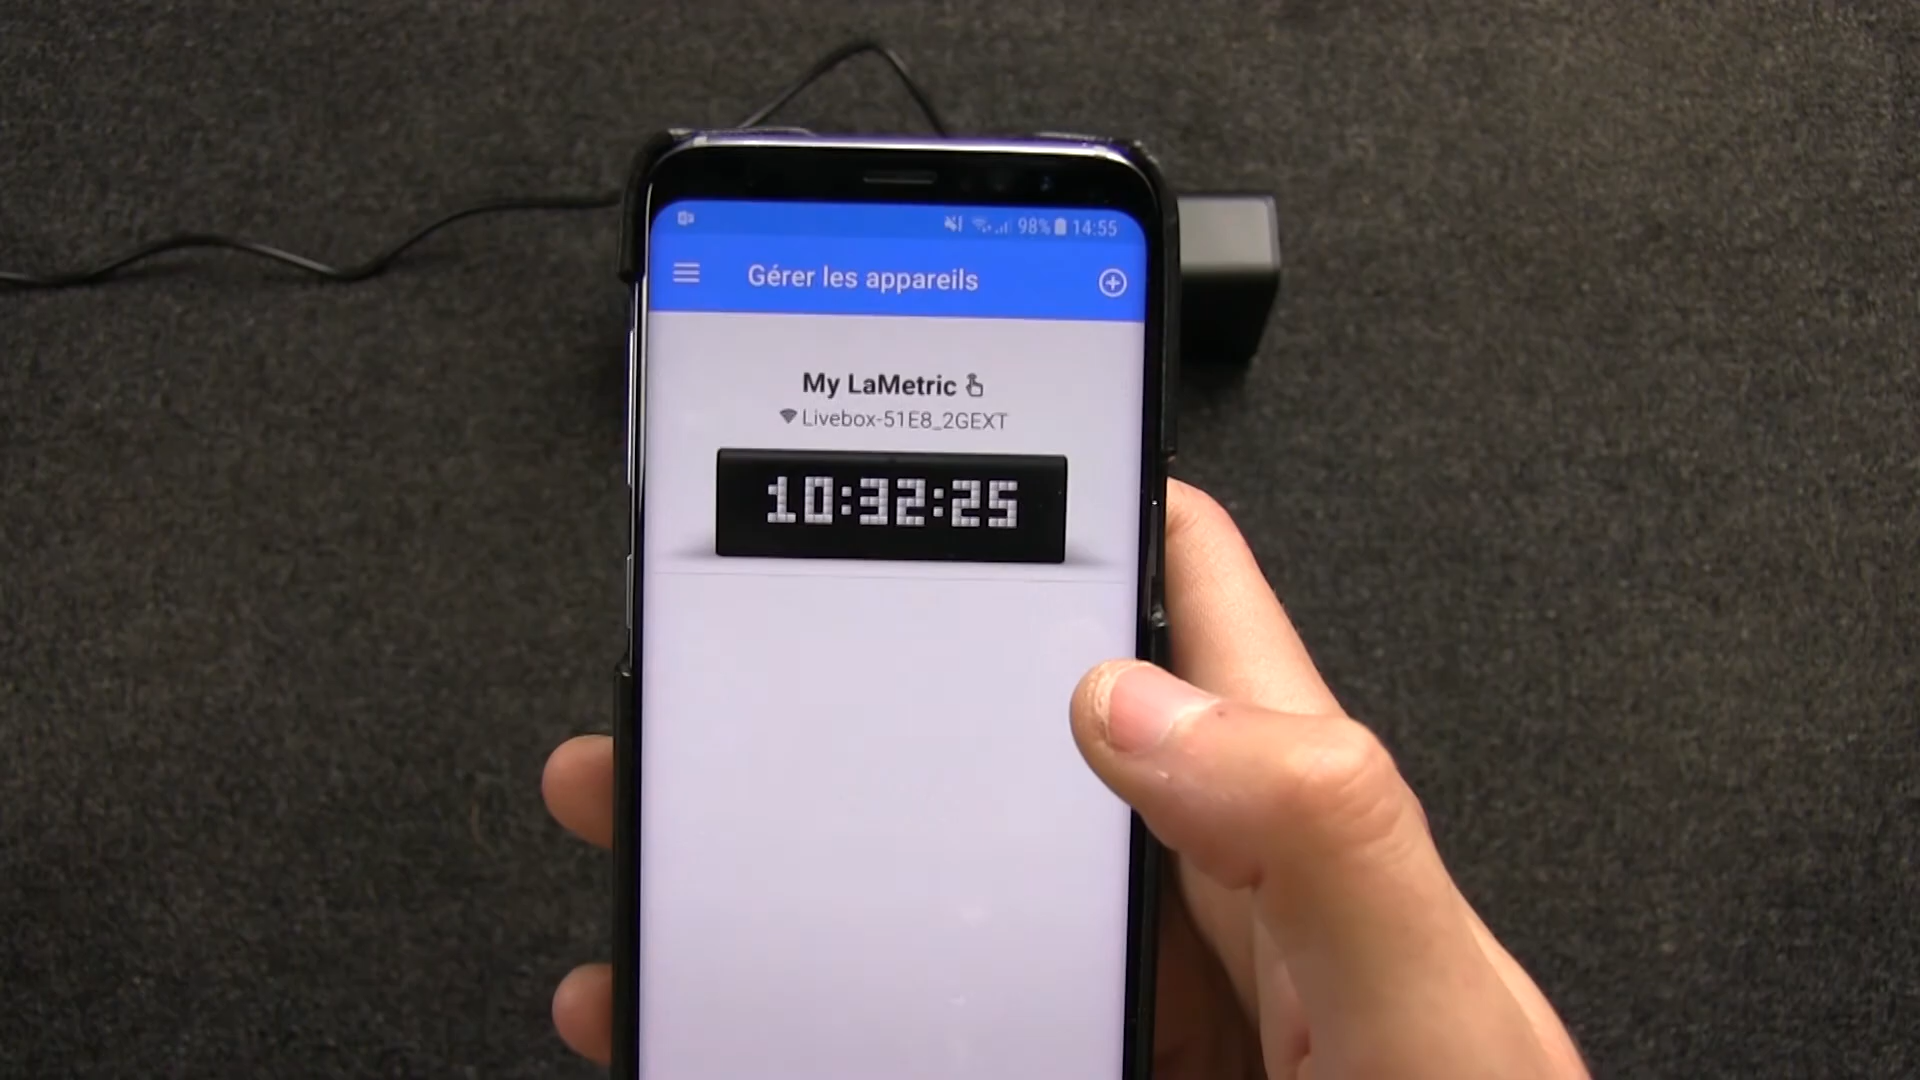 98% 14:55
Gérer les appareils
My LaMetric
Livebox-51E8_2GEXT
10:32:25